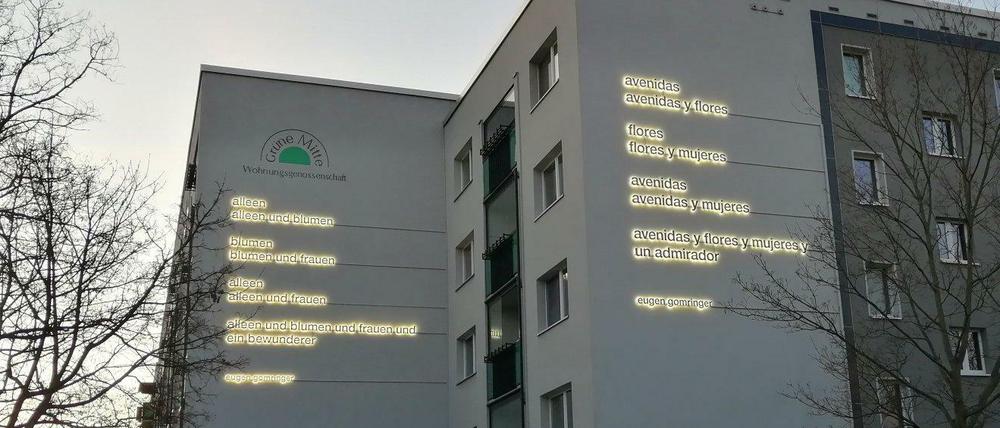 Grüne Mitte
Wohnungsgenossenschaft
alleen
alleen und blumen
blumen
blumen und frauen
alleen
alleen und frauen
alleen und blumen und frauen und
ein bewunderer
eugen gomringer
avenidas
avenidas y flores
flores
flores y mujeres
avenidas
avenidas y mujeres
avenidas y flores y mujeres y
un admirador
eugen gomringer